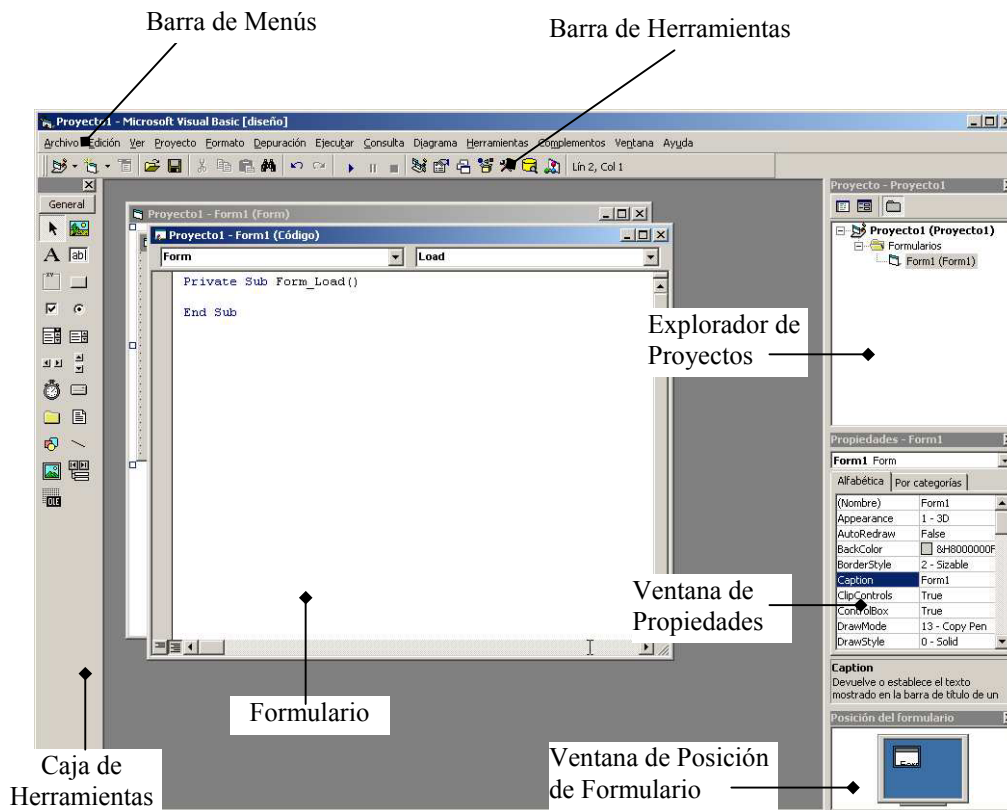 Barra de Menús
Barra de Herramientas
Proyecto1 - Microsoft Visual Basic [diseño]
Archivo Edición Ver Proyecto Formato Depuración Ejecutar Consulta Diagrama Herramientas Complementos Ventana Ayuda
Lín 2, Col 1
General
A
ab
xv
OLE
Proyecto1 - Form1 (Form)
Proyecto1 - Form1 (Código)
Form
Load
Private Sub Form_Load()
End Sub
Proyecto - Proyecto1
Proyecto1 (Proyecto1)
Formularios
Form1 (Form1)
Explorador de
Proyectos
Propiedades - Form1
Form1 Form
Alfabética Por categorías
(Nombre) Form1
Appearance 1 - 3D
AutoRedraw False
BackColor &H8000000F
BorderStyle 2 - Sizable
Caption Form1
ClipControls True
ControlBox True
DrawMode 13 - Copy Pen
DrawStyle 0 - Solid
Ventana de
Propiedades
Caption
Devuelve o establece el texto
mostrado en la barra de título de un
Posición del formulario
Formulario
Caja de
Herramientas
Ventana de Posición
de Formulario